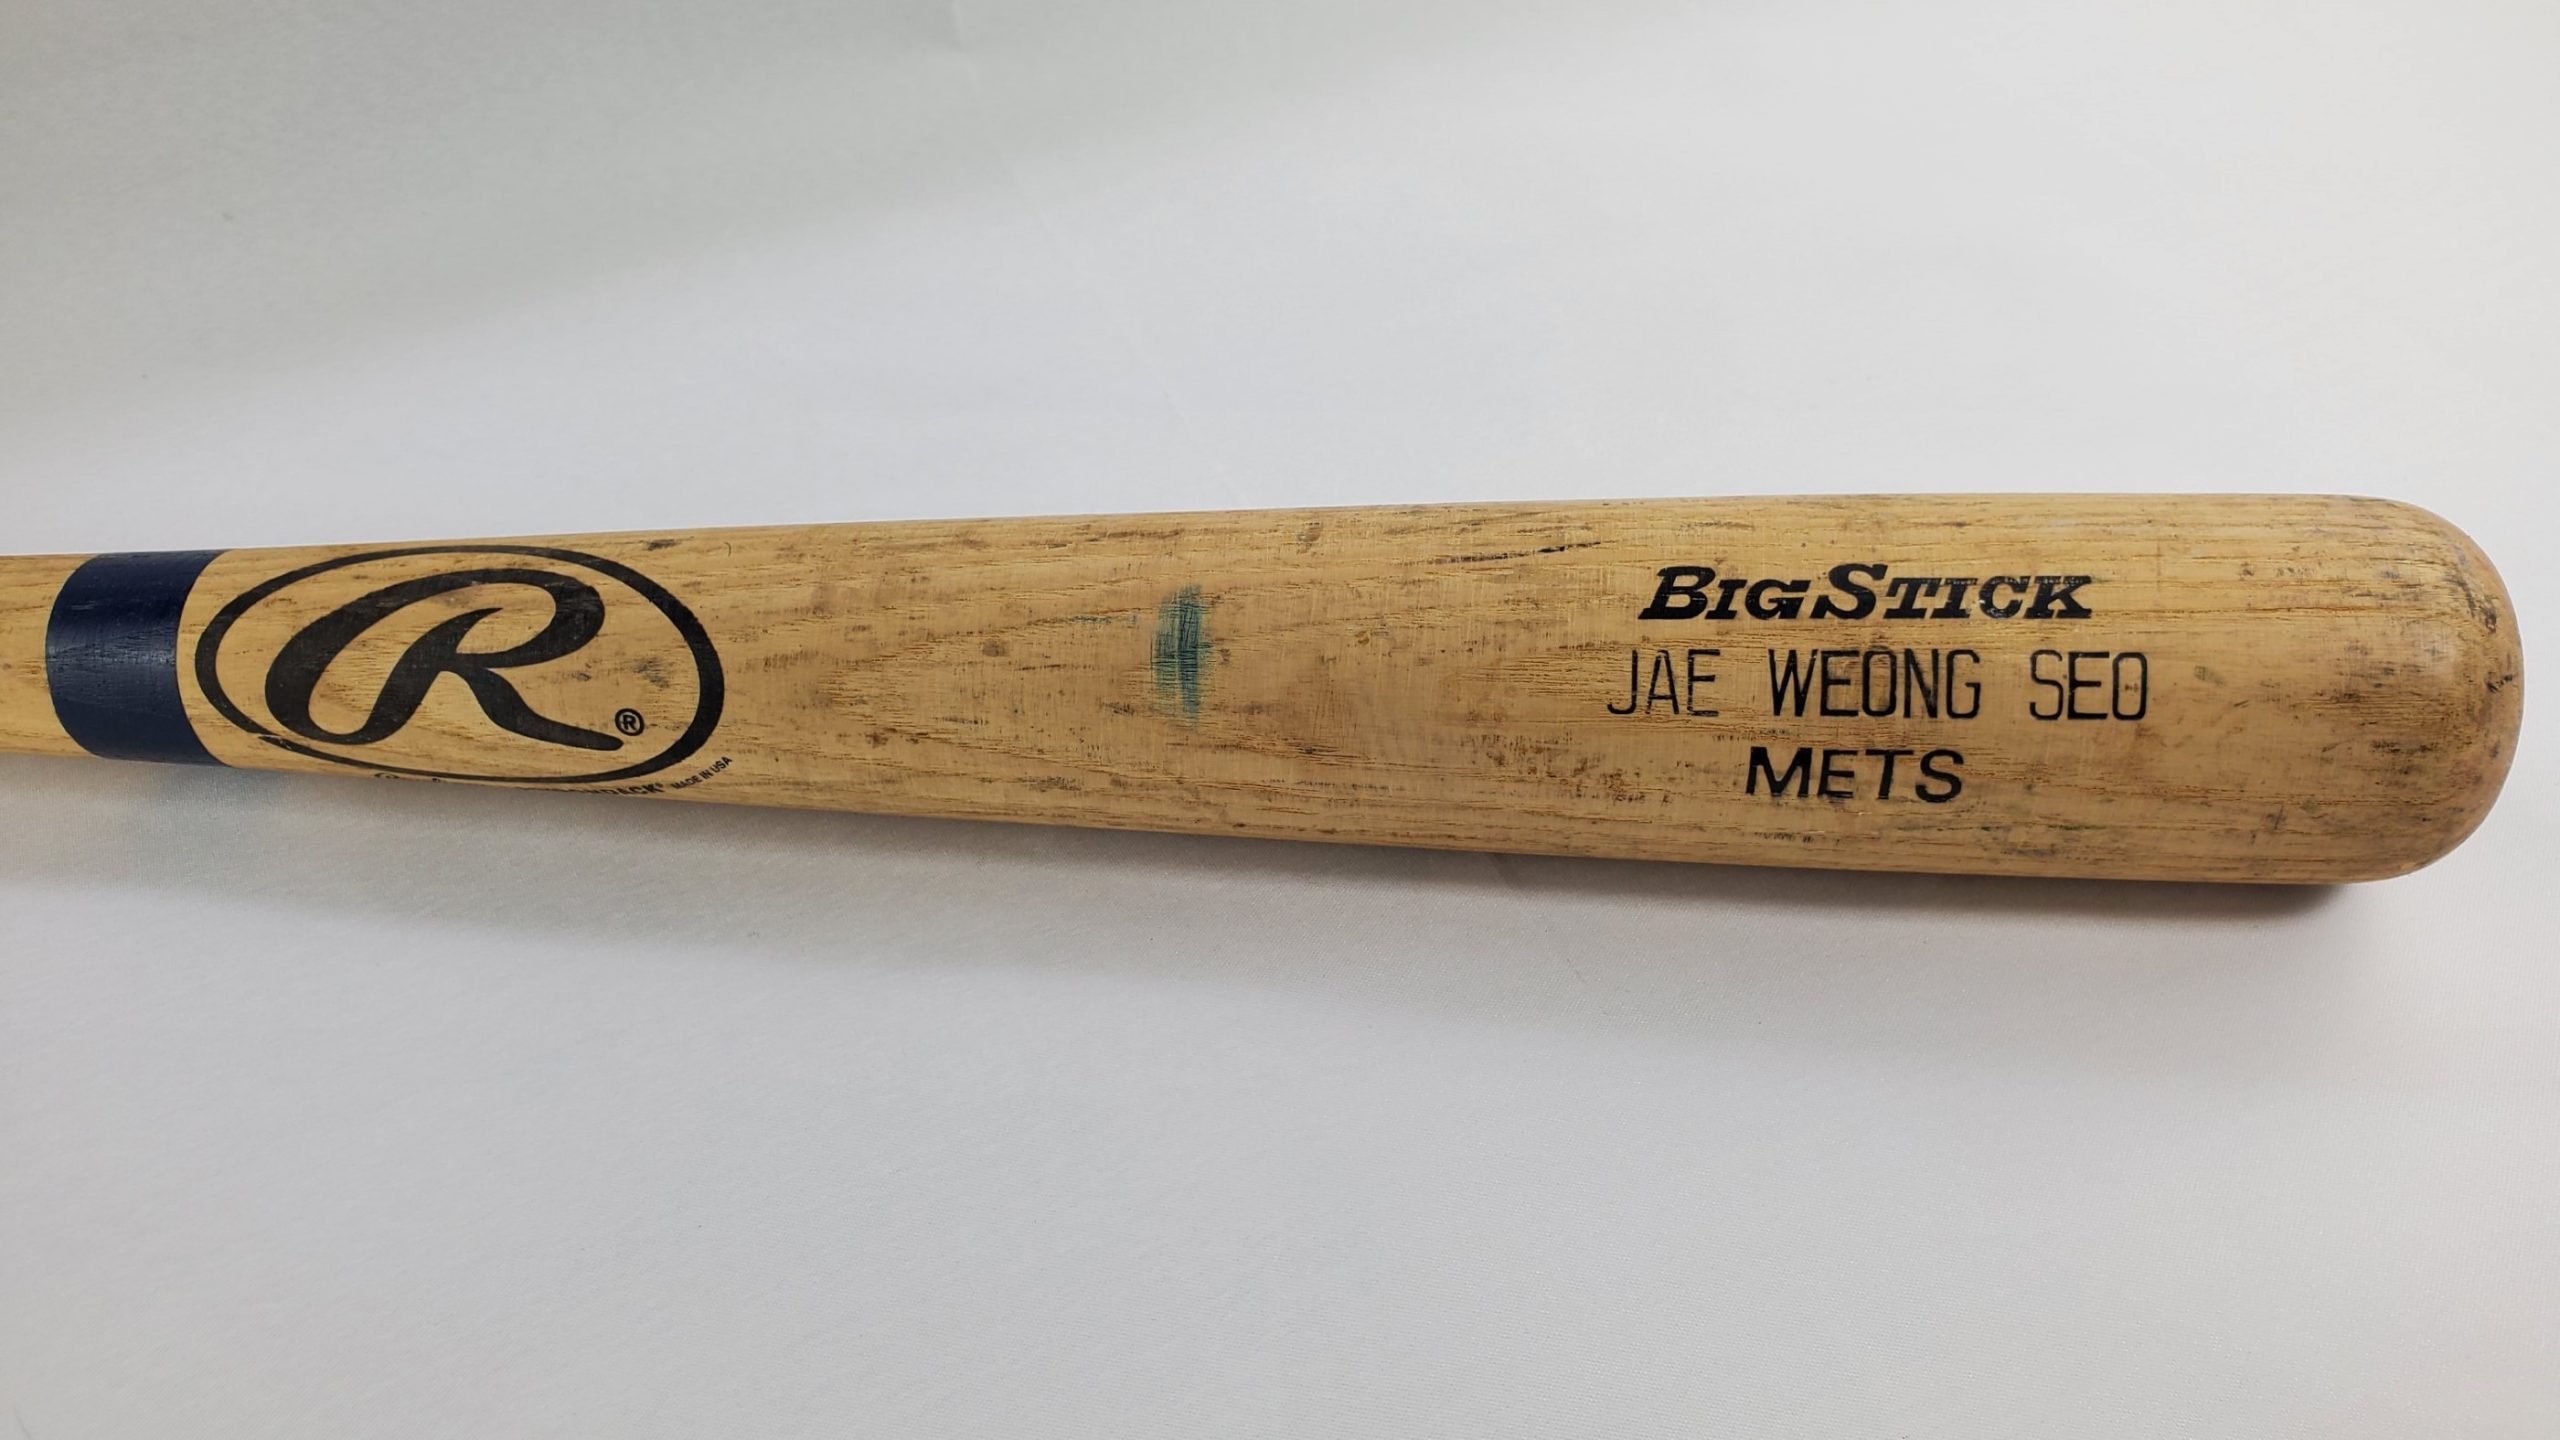 R®
MADE IN USA
BIGSTICK
JAE WEONG SEO
METS